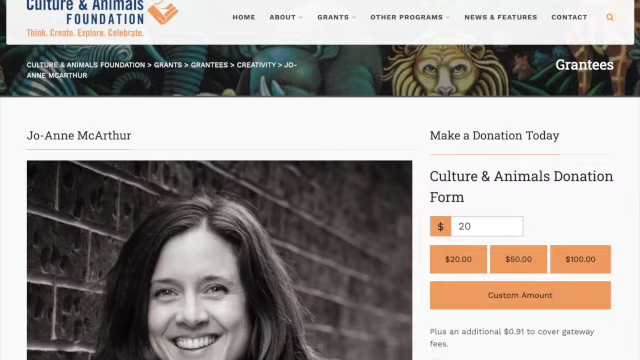 Culture & Animals
FOUNDATION
Think. Create. Explore. Celebrate.
HOME
ABOUT
GRANTS
OTHER PROGRAMS
NEWS & FEATURES
CONTACT
CULTURE & ANIMALS FOUNDATION > GRANTS > GRANTEES > CREATIVITY > JO-
ANNE MCARTHUR
Grantees
Jo-Anne McArthur
Make a Donation Today
Culture & Animals Donation
Form
$ 20
$20.00
$50.00
$100.00
Custom Amount
Plus an additional $0.91 to cover gateway
fees.